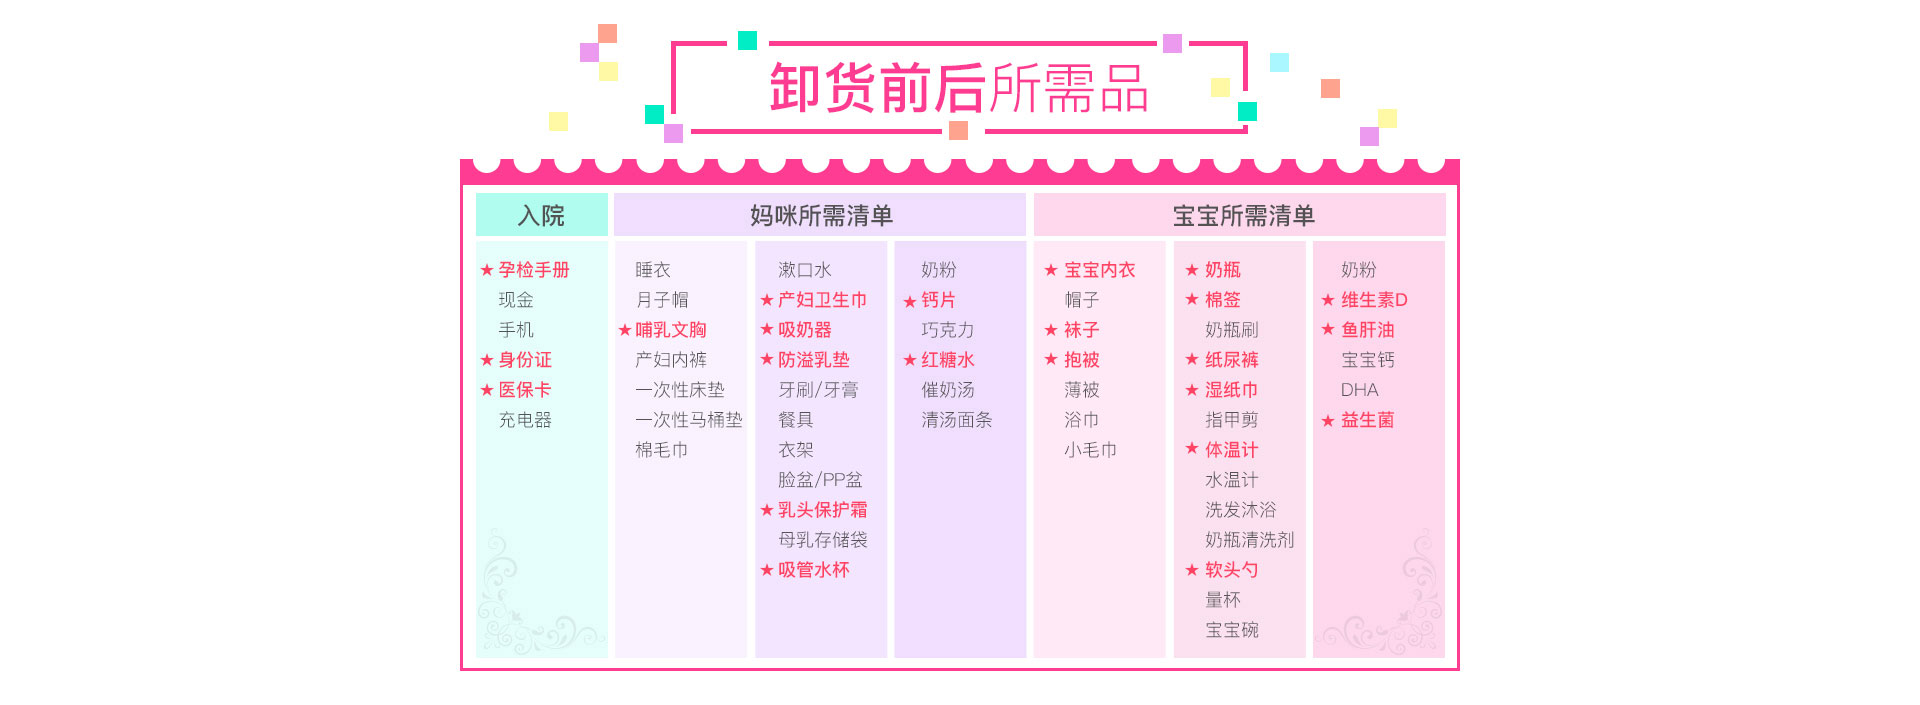 卸货前后所需品
入院
★ 孕检手册
现金
手机
★ 身份证
★ 医保卡
充电器
妈咪所需清单
睡衣
月子帽
★ 哺乳文胸
产妇内裤
一次性床垫
一次性马桶垫
棉毛巾
漱口水
★ 产妇卫生巾
★ 吸奶器
★ 防溢乳垫
牙刷/牙膏
餐具
衣架
脸盆/PP盆
★ 乳头保护霜
母乳存储袋
★ 吸管水杯
奶粉
★ 钙片
巧克力
★ 红糖水
催奶汤
清汤面条
宝宝所需清单
★ 宝宝内衣
帽子
★ 袜子
★ 抱被
薄被
浴巾
小毛巾
★ 奶瓶
★ 棉签
奶瓶刷
★ 纸尿裤
★ 湿纸巾
指甲剪
★ 体温计
水温计
洗发沐浴
奶瓶清洗剂
★ 软头勺
量杯
宝宝碗
奶粉
★ 维生素D
★ 鱼肝油
宝宝钙
DHA
★ 益生菌